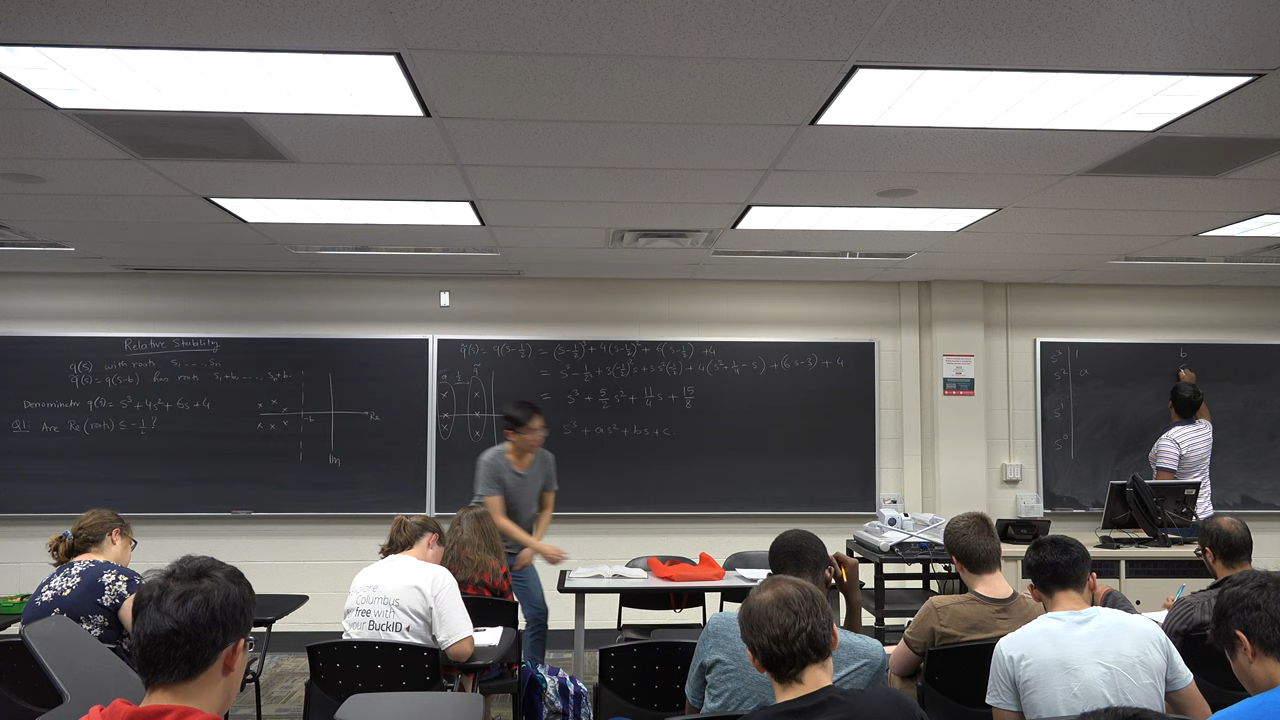 Relative Stability
q(s) with roots s₁, ..., sₙ
q̂(s) = q(s-b) has roots s₁+b, ..., sₙ+b.
Denominator q(s) = s³ + 4s² + 6s + 4
Q1: Are Re(roots) ≤ -1/2 ?
-b
Re
Im
q̂(s) = q(s-1/2) = (s-1/2)³ + 4(s-1/2)² + 6(s-1/2) + 4
= s³ + 5/2 s² + 11/4 s + 15/8
s³ + as² + bs + c.
s³ 1 b
s² a
s¹
s⁰
Columbus
free with
your BuckID